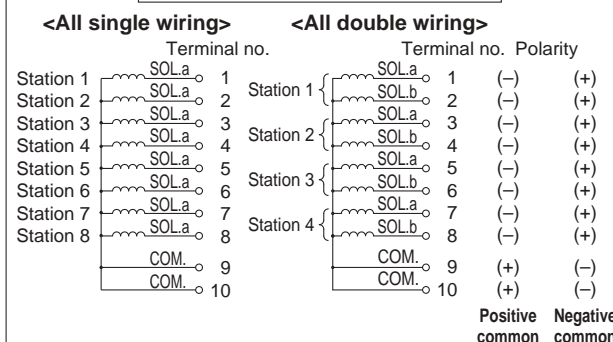 <All single wiring> <All double wiring>
Terminal no. Terminal no. Polarity
Station 1 SOL.a 1 Station 1 SOL.a 1 (–) (+)
Station 2 SOL.a 2 SOL.b 2 (–) (+)
Station 3 SOL.a 3 Station 2 SOL.a 3 (–) (+)
Station 4 SOL.a 4 SOL.b 4 (–) (+)
Station 5 SOL.a 5 Station 3 SOL.a 5 (–) (+)
Station 6 SOL.a 6 SOL.b 6 (–) (+)
Station 7 SOL.a 7 Station 4 SOL.a 7 (–) (+)
Station 8 SOL.a 8 SOL.b 8 (–) (+)
COM. 9 COM. 9 (+) (–)
COM. 10 COM. 10 (+) (–)
Positive Negative
common common